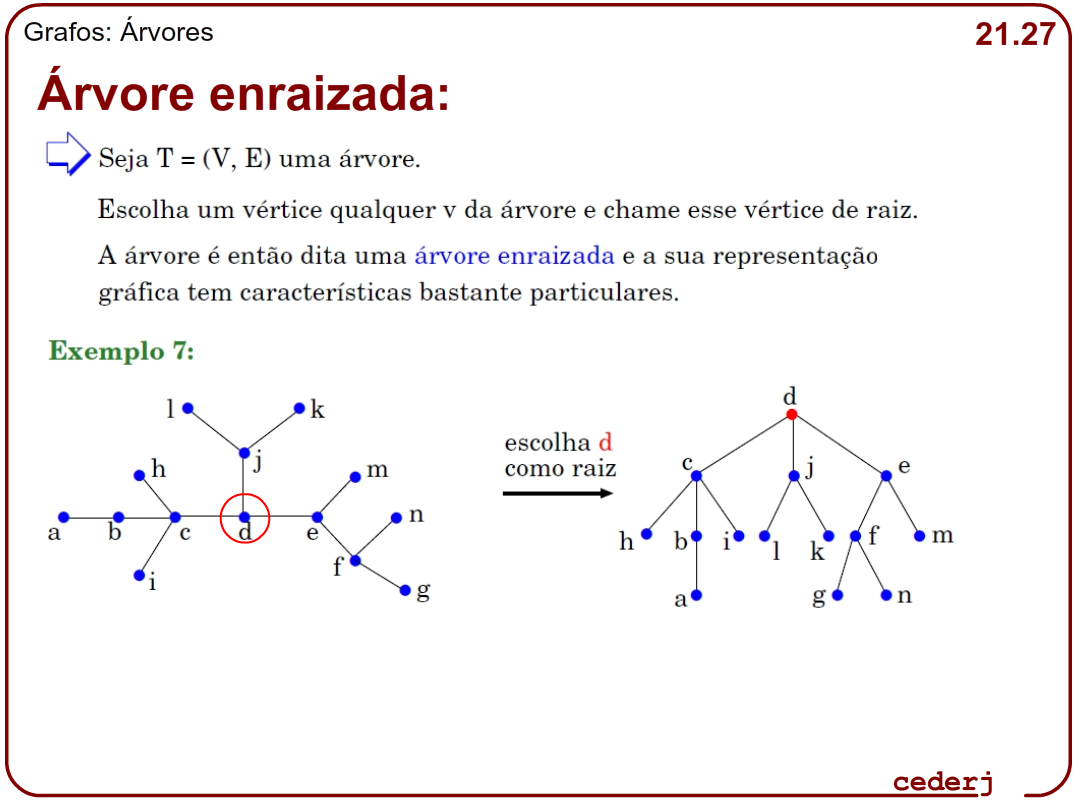 Grafos: Árvores
21.27
Árvore enraizada:
Seja T = (V, E) uma árvore.
Escolha um vértice qualquer v da árvore e chame esse vértice de raiz.
A árvore é então dita uma árvore enraizada e a sua representação
gráfica tem características bastante particulares.
Exemplo 7:
l k
j
h m
a b c d e n
f
i g
escolha d
como raiz
d
c j e
h b i l k f m
a g n
cederj